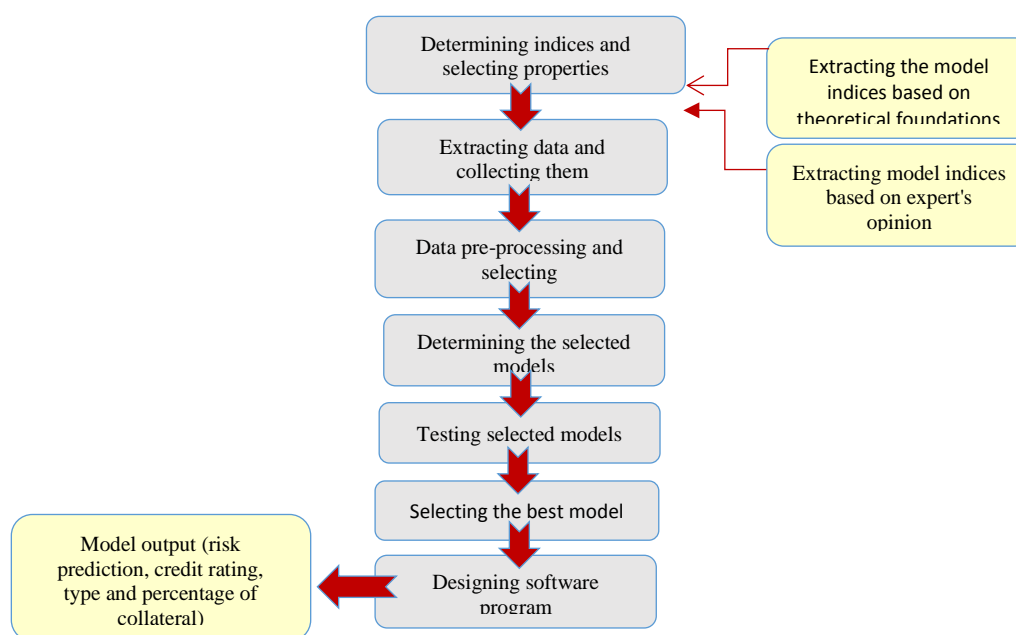 Determining indices and
selecting properties
Extracting the model
indices based on
theoretical foundations
Extracting data and
collecting them
Extracting model indices
based on expert's
opinion
Data pre-processing and
selecting
Determining the selected
models
Testing selected models
Selecting the best model
Model output (risk
prediction, credit rating,
type and percentage of
collateral)
Designing software
program